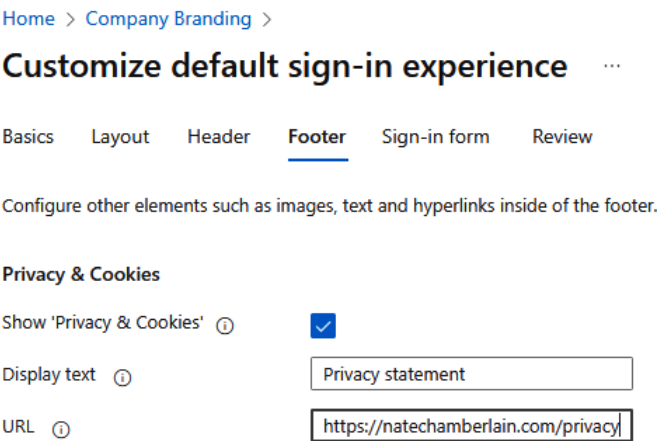 Home > Company Branding >
Customize default sign-in experience ...
Basics Layout Header Footer Sign-in form Review
Configure other elements such as images, text and hyperlinks inside of the footer.
Privacy & Cookies
Show 'Privacy & Cookies'
Display text Privacy statement
URL https://natechamberlain.com/privacy